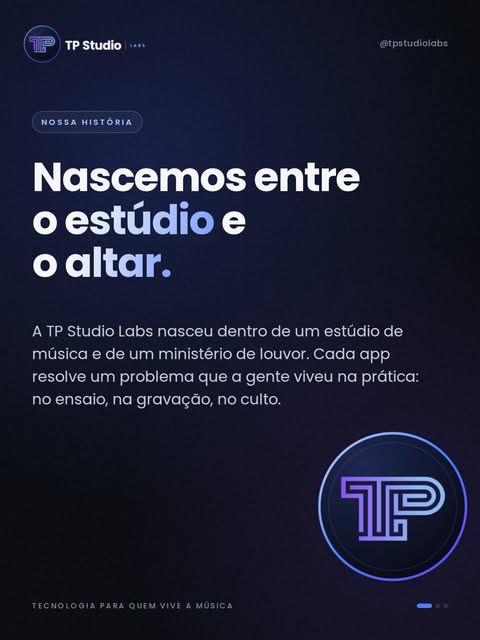 TP Studio LABS
@tpstudiolabs
NOSSA HISTÓRIA
Nascemos entre
o estúdio e
o altar.
A TP Studio Labs nasceu dentro de um estúdio de
música e de um ministério de louvor. Cada app
resolve um problema que a gente viveu na prática:
no ensaio, na gravação, no culto.
TP
TECNOLOGIA PARA QUEM VIVE A MÚSICA